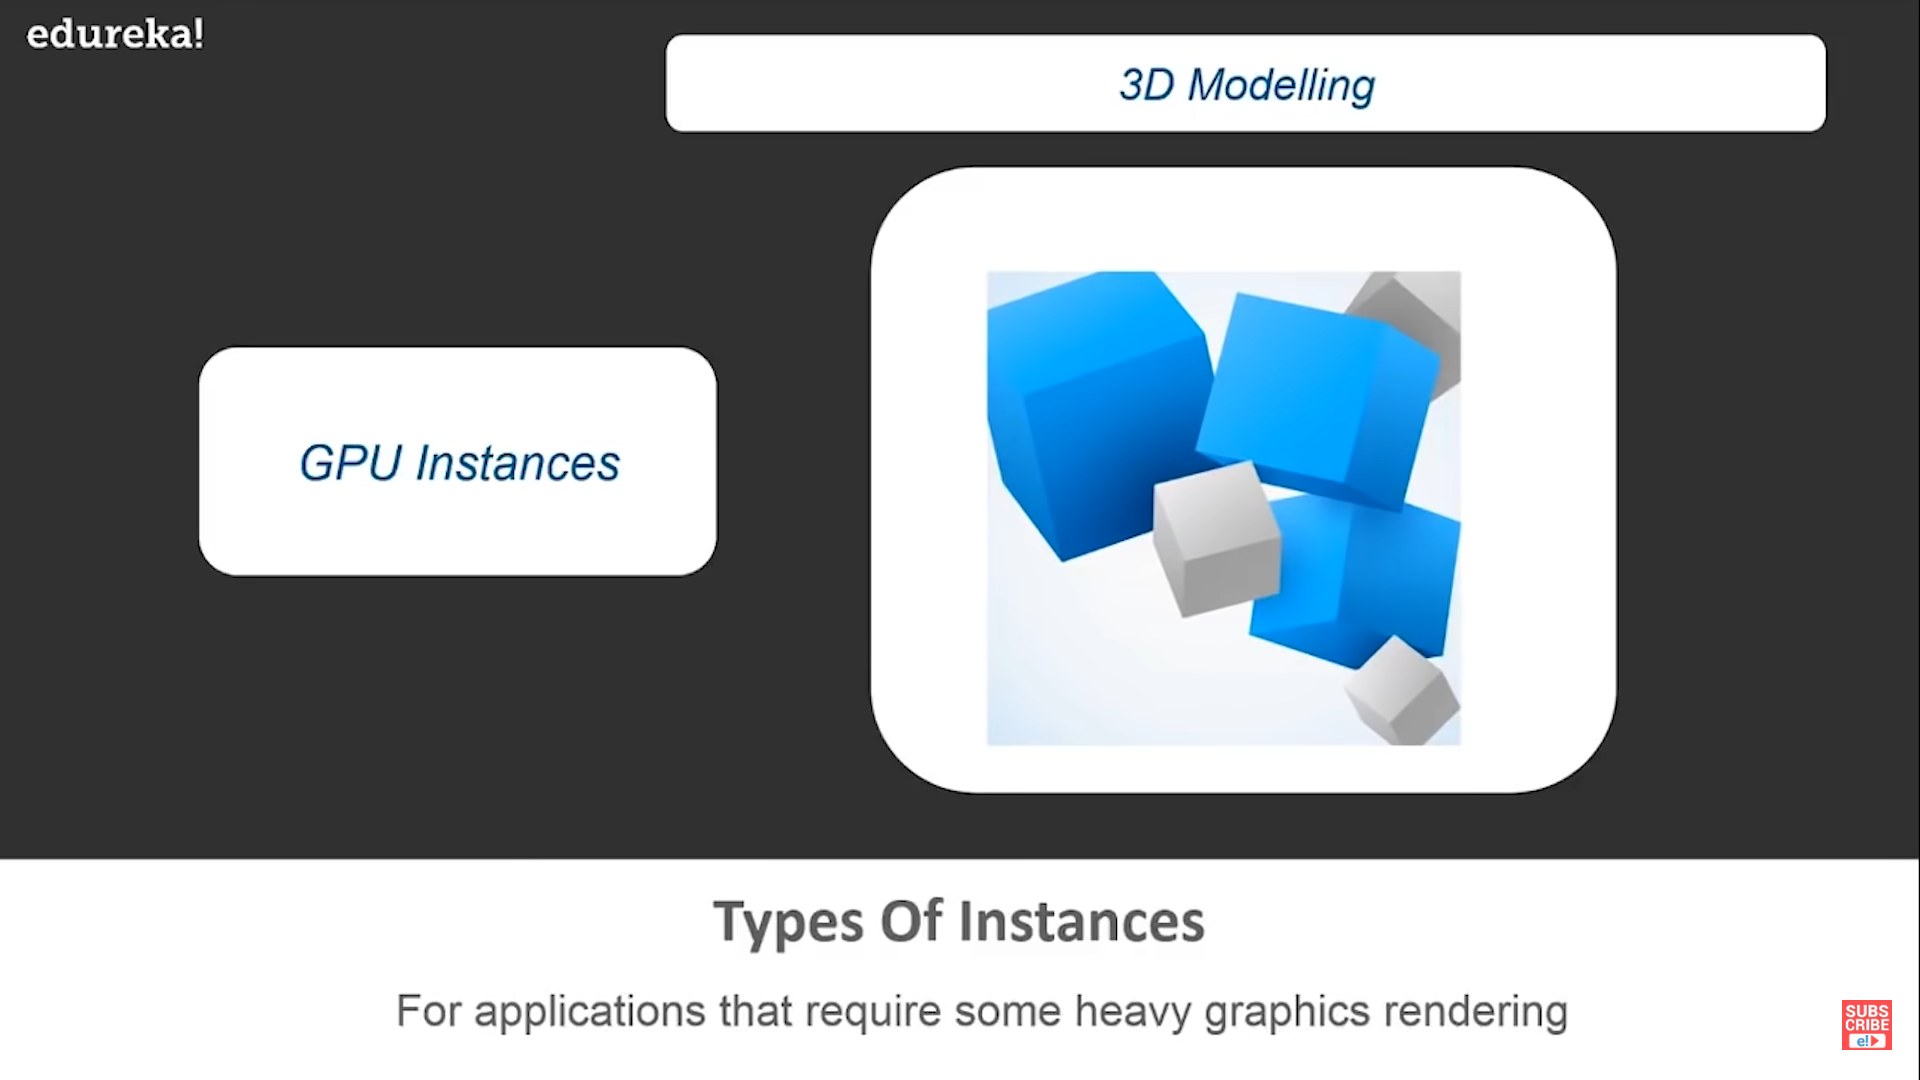 edureka!
3D Modelling
GPU Instances
Types Of Instances
For applications that require some heavy graphics rendering
SUBS
CRIBE
e!